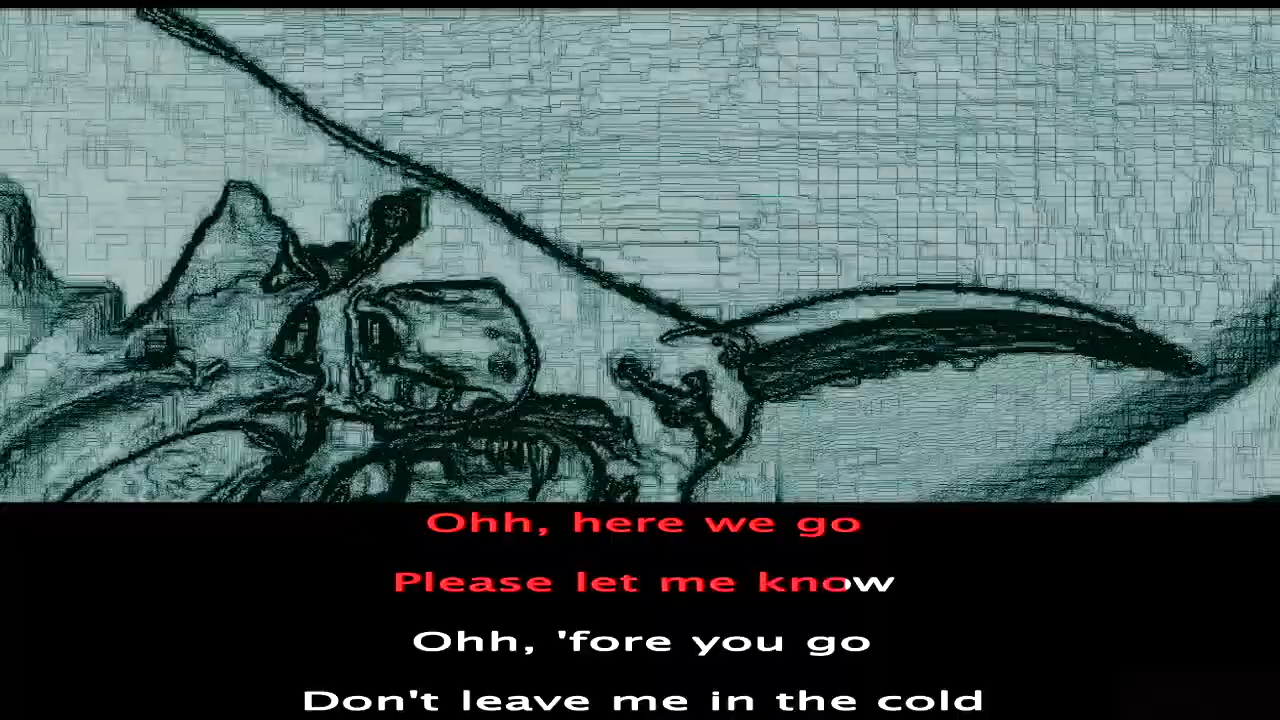 Ohh, here we go
Please let me know
Ohh, 'fore you go
Don't leave me in the cold